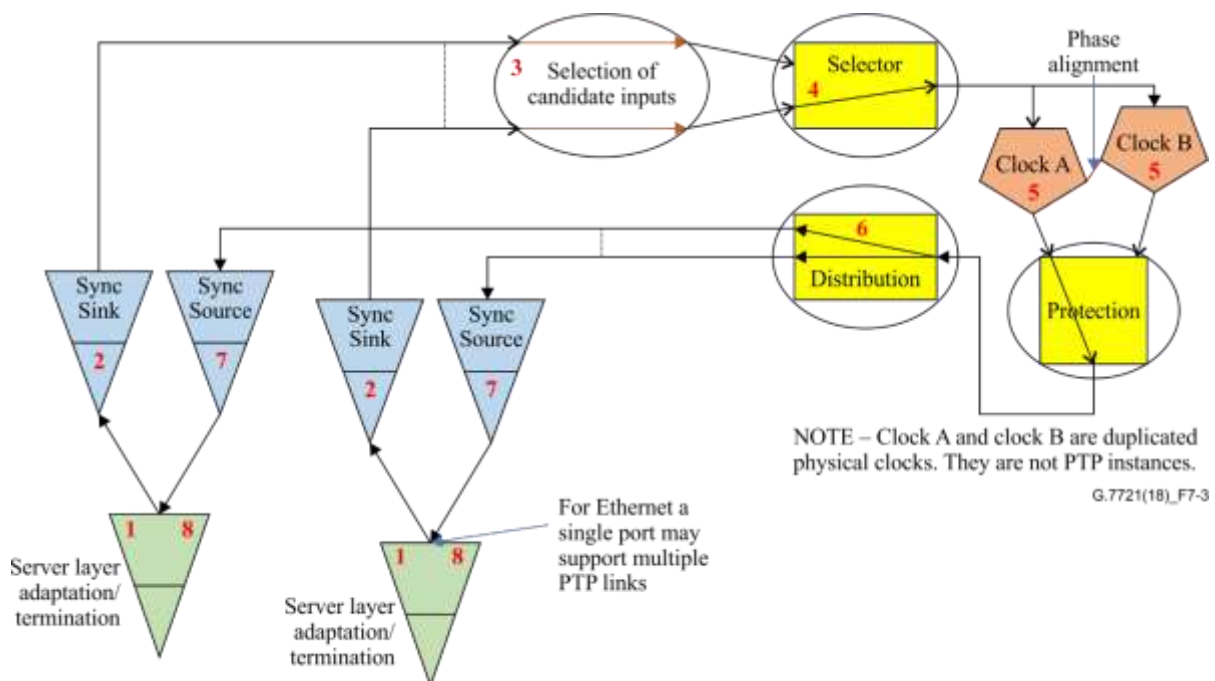 3
Selection of
candidate inputs
Selector
4
Phase
alignment
Clock A
5
Clock B
5
6
Distribution
Protection
Sync
Sink
2
Sync
Source
7
Sync
Sink
2
Sync
Source
7
NOTE – Clock A and clock B are duplicated
physical clocks. They are not PTP instances.
G.7721(18)_F7-3
1 8
Server layer
adaptation/
termination
For Ethernet a
single port may
support multiple
PTP links
1 8
Server layer
adaptation/
termination